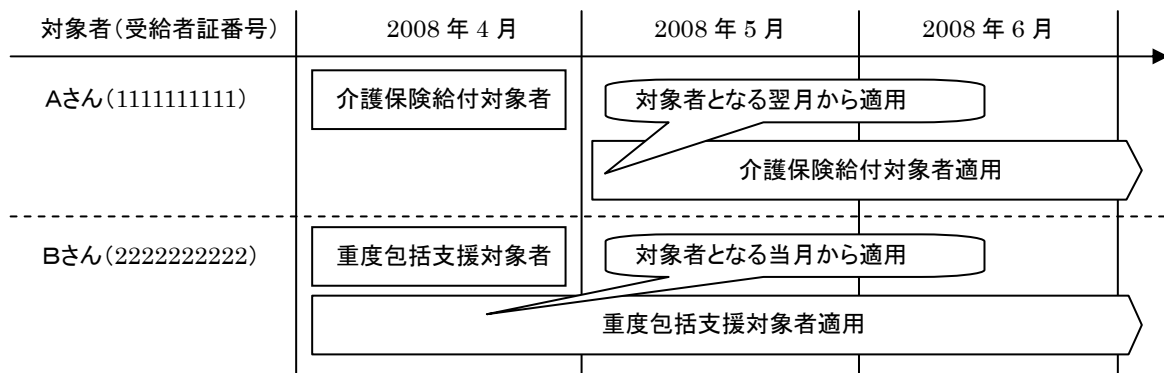 対象者(受給者証番号)
2008 年 4 月
2008 年 5 月
2008 年 6 月
Aさん(1111111111)
介護保険給付対象者
対象者となる翌月から適用
介護保険給付対象者適用
Bさん(2222222222)
重度包括支援対象者
対象者となる当月から適用
重度包括支援対象者適用